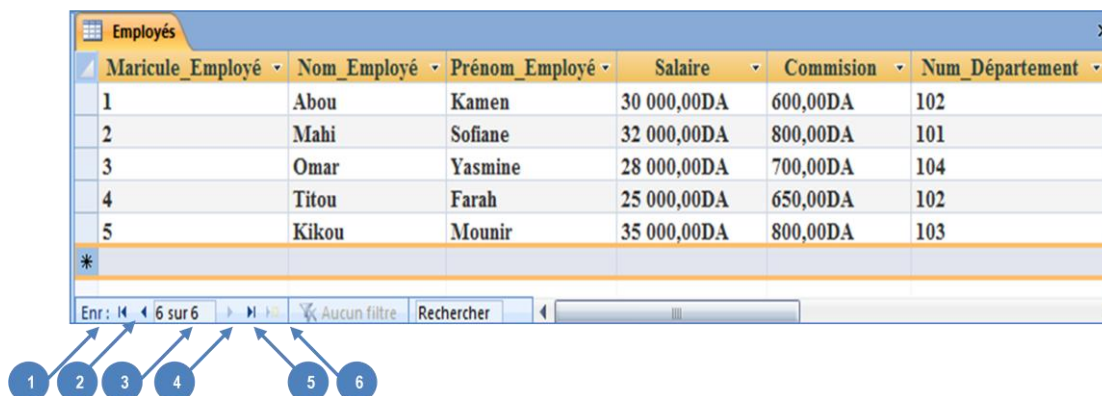 Employés
Maricule_Employé Nom_Employé Prénom_Employé Salaire Commision Num_Département
1 Abou Kamen 30 000,00DA 600,00DA 102
2 Mahi Sofiane 32 000,00DA 800,00DA 101
3 Omar Yasmine 28 000,00DA 700,00DA 104
4 Titou Farah 25 000,00DA 650,00DA 102
5 Kikou Mounir 35 000,00DA 800,00DA 103
Enr : 6 sur 6 Aucun filtre Rechercher
1 2 3 4 5 6